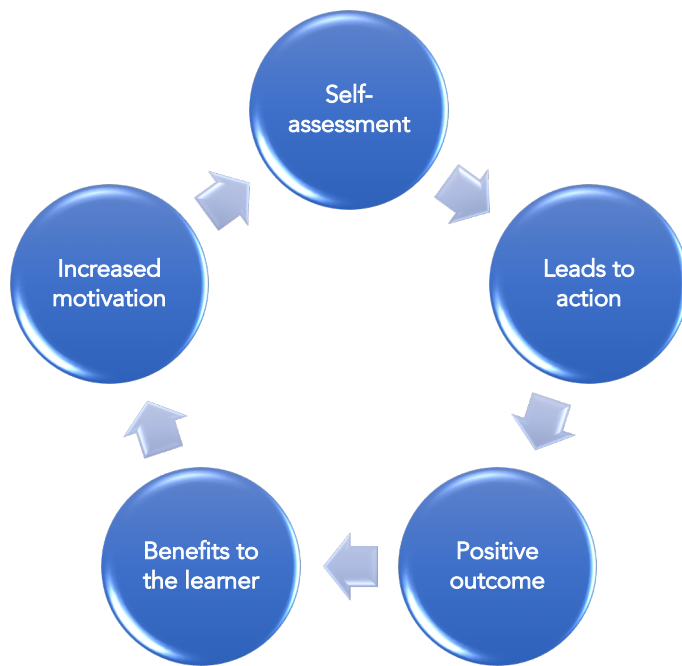 Self-
assessment
Leads to
action
Positive
outcome
Benefits to
the learner
Increased
motivation